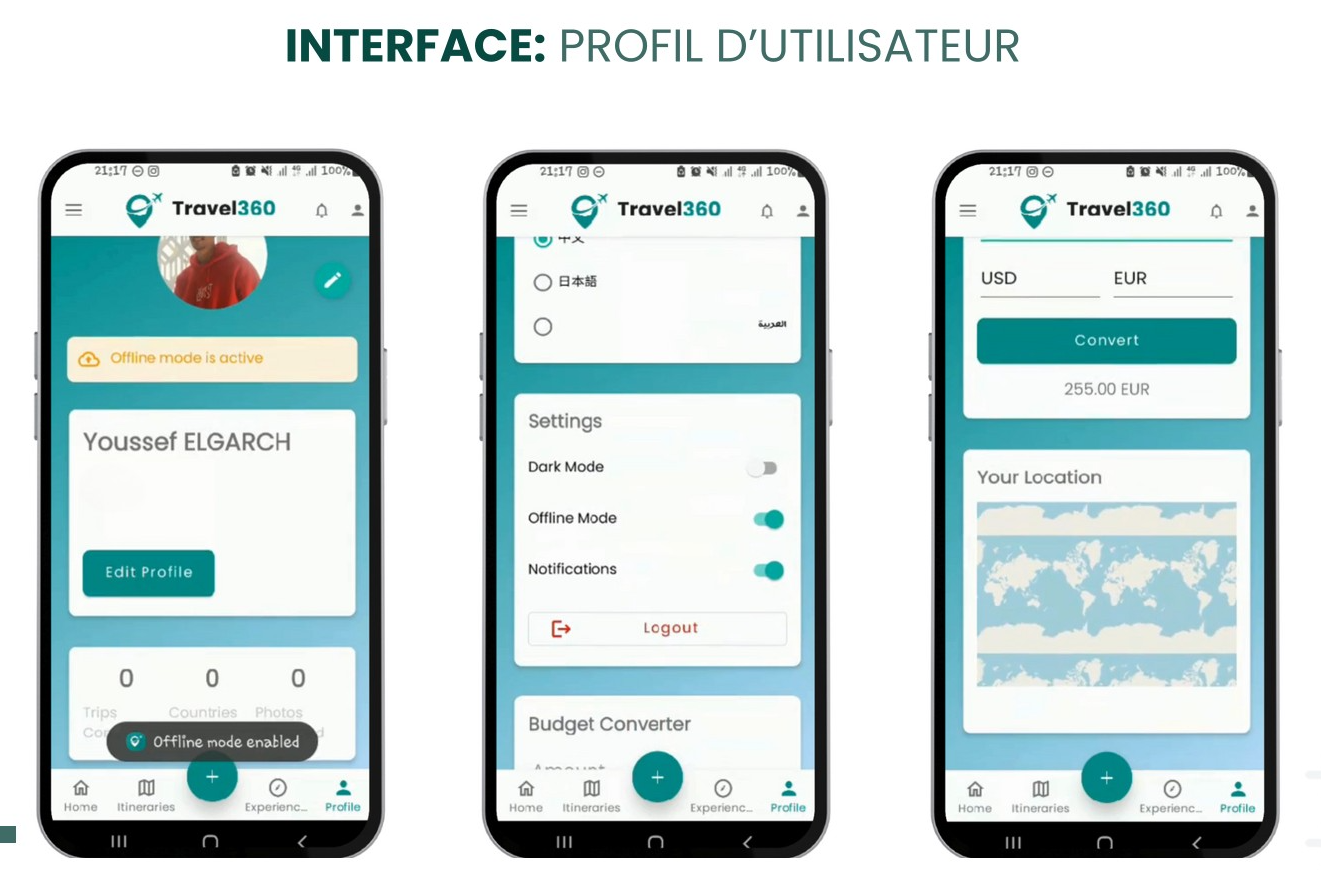 INTERFACE: PROFIL D'UTILISATEUR
21:17
100%
Travel360
Offline mode is active
Youssef ELGARCH
Edit Profile
0 0 0
Trips Countries Photos
Offline mode enabled
Home Itineraries Experienc... Profile
21:17
100%
Travel360
中文
日本語
العربية
Settings
Dark Mode
Offline Mode
Notifications
Logout
Budget Converter
Amount
Home Itineraries Experienc... Profile
21:17
100%
Travel360
USD EUR
Convert
255.00 EUR
Your Location
Home Itineraries Experienc... Profile